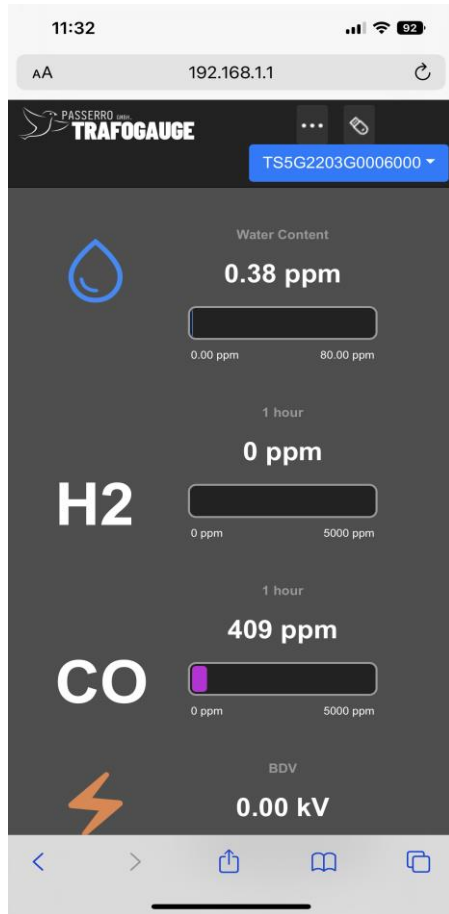 11:32
92
AA
192.168.1.1
PASSERRO GMBH.
TRAFOGAUGE
TS5G2203G0006000
Water Content
0.38 ppm
0.00 ppm
80.00 ppm
1 hour
0 ppm
H2
0 ppm
5000 ppm
1 hour
409 ppm
CO
0 ppm
5000 ppm
BDV
0.00 kV